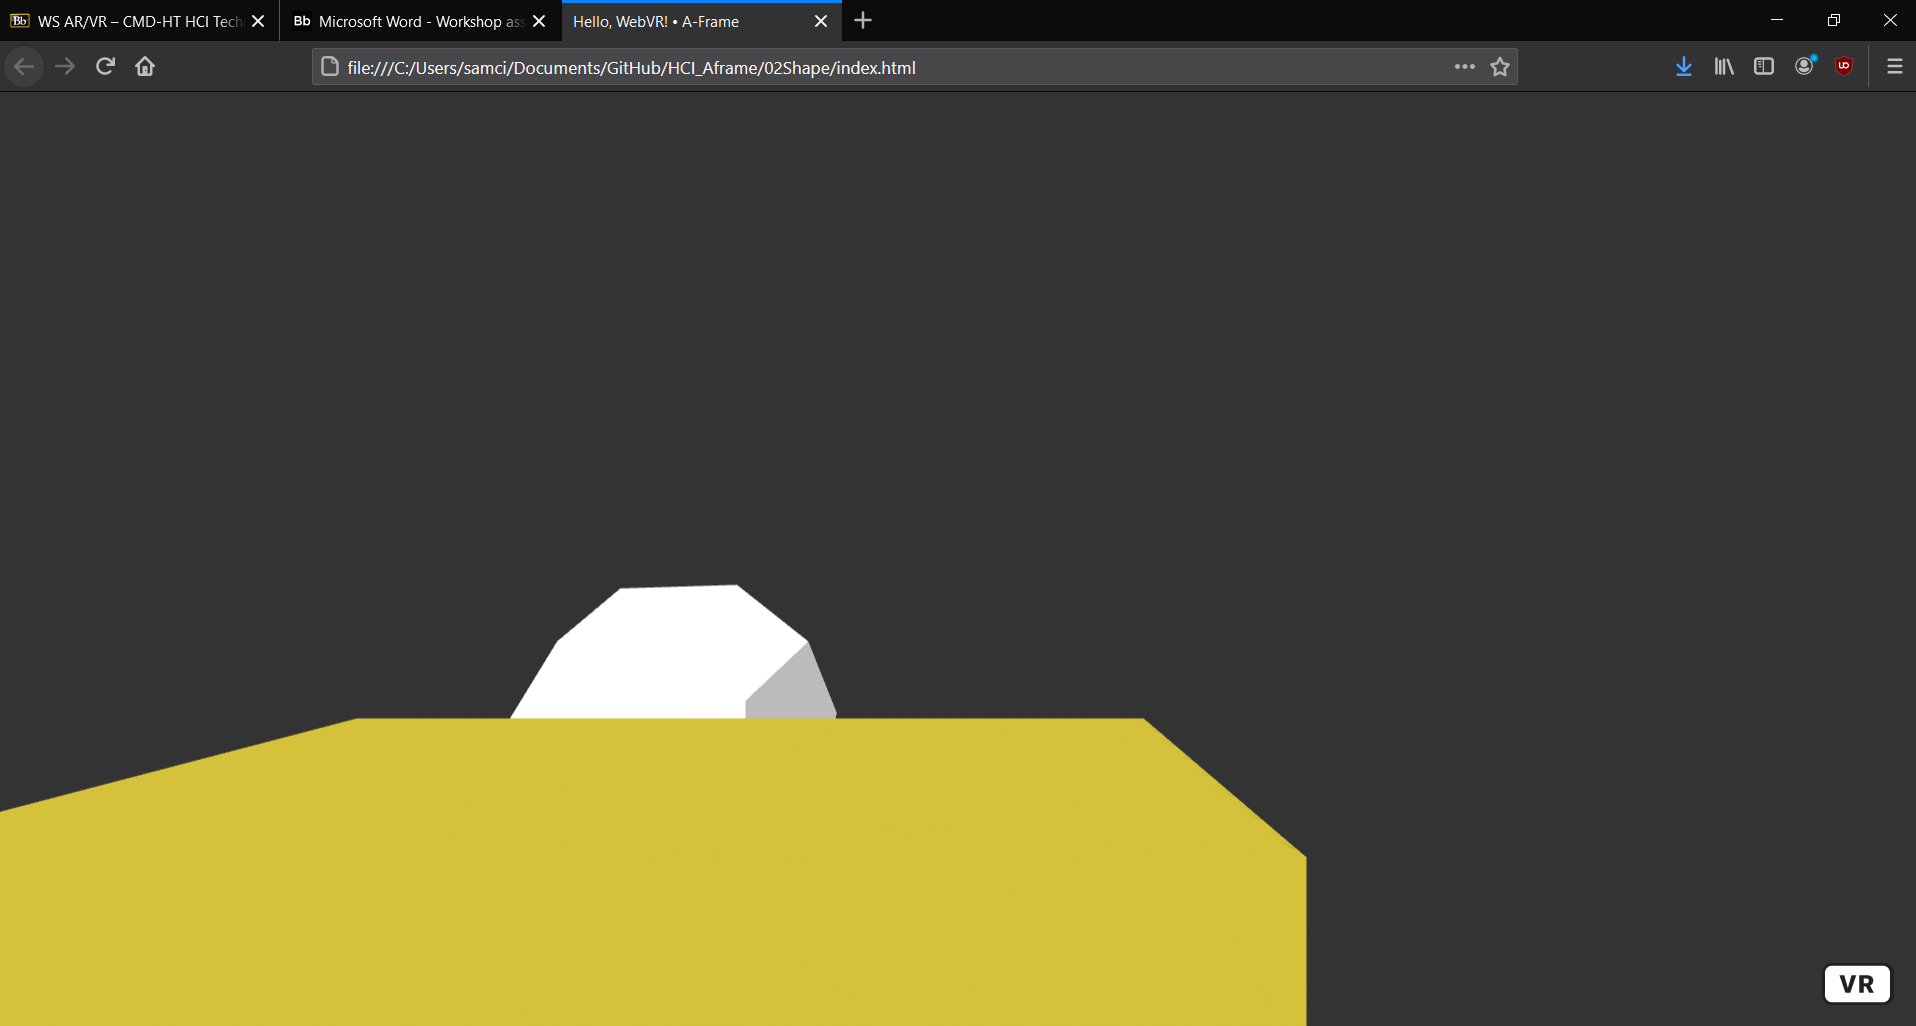 Bb WS AR/VR – CMD-HT HCI Tech
Bb Microsoft Word - Workshop ass
Hello, WebVR! • A-Frame
file:///C:/Users/samci/Documents/GitHub/HCI_Aframe/02Shape/index.html
VR